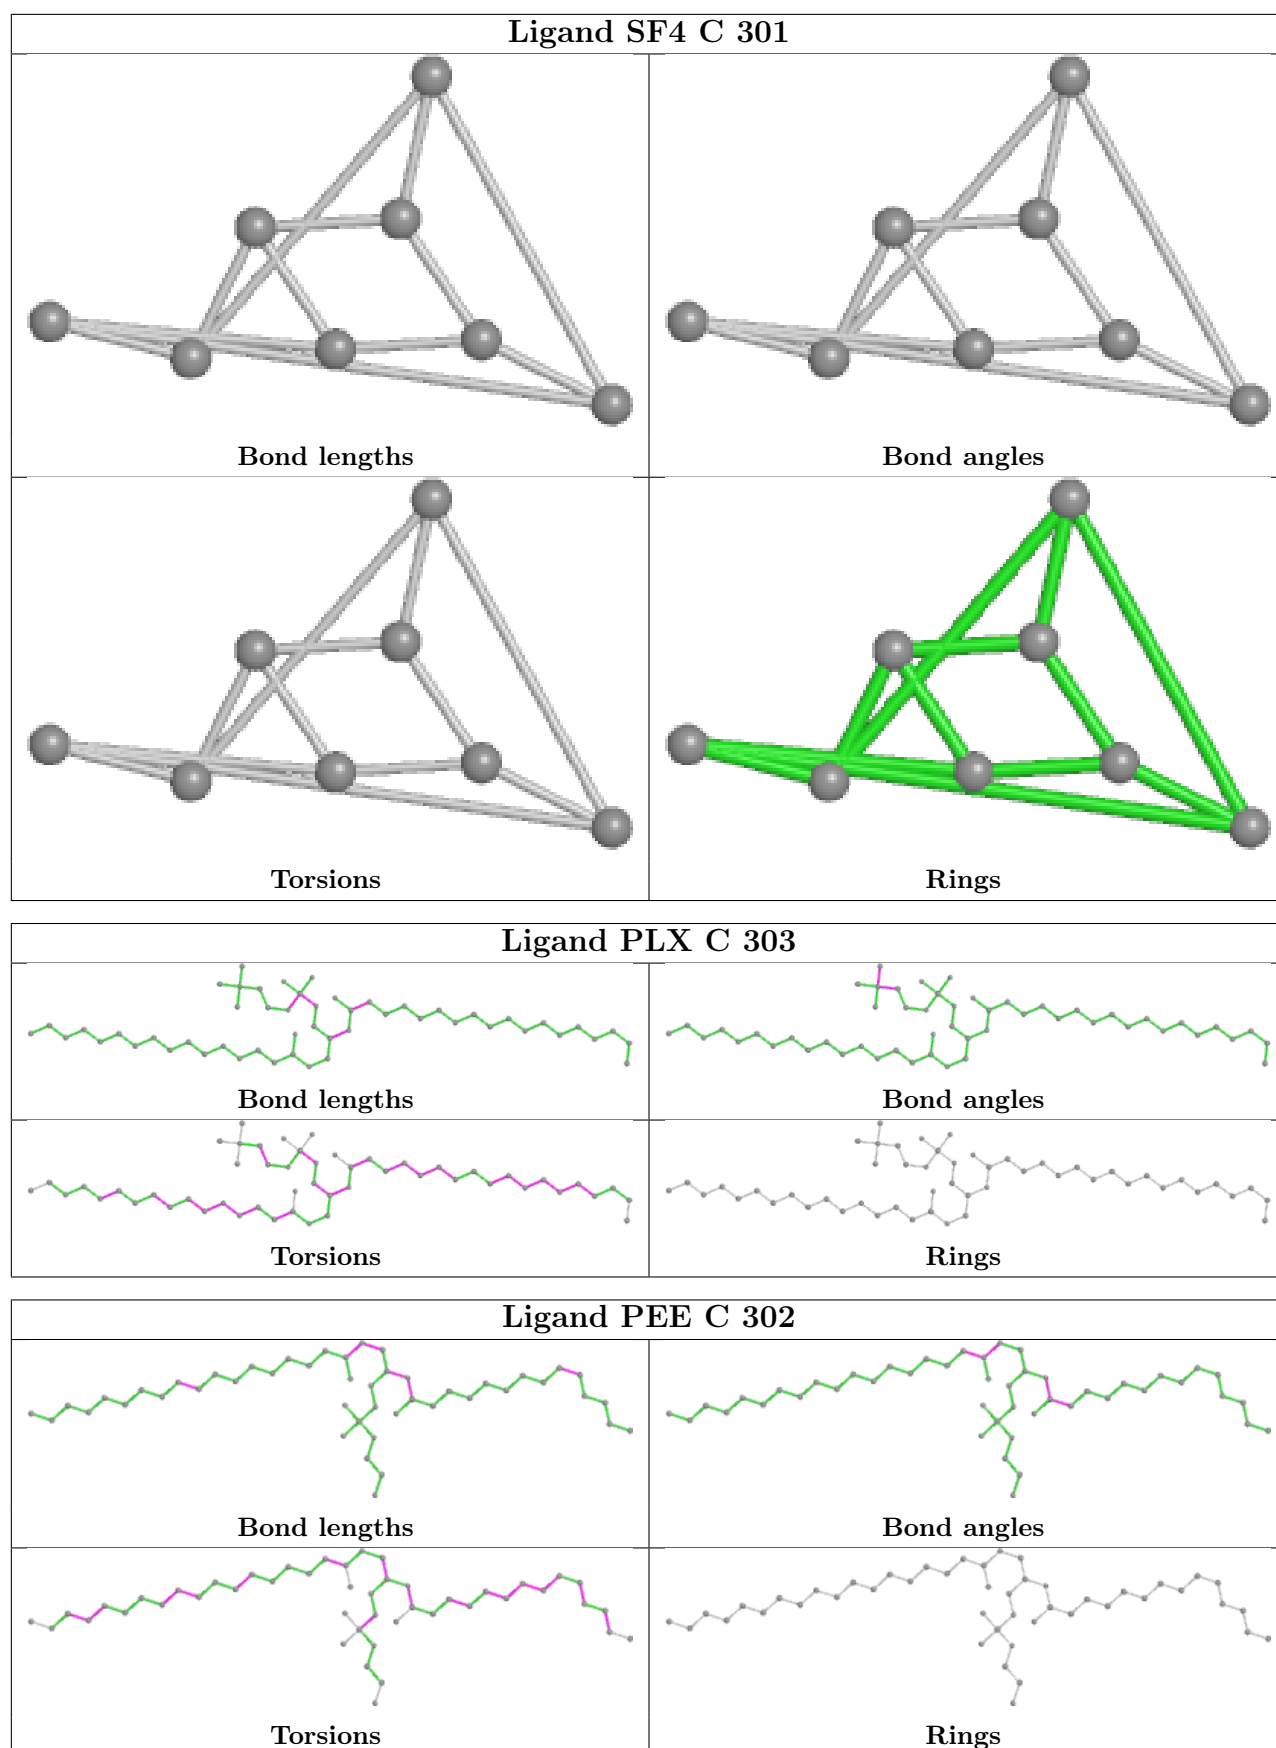 Ligand SF4 C 301
Bond lengths
Bond angles
Torsions
Rings
Ligand PLX C 303
Bond lengths
Bond angles
Torsions
Rings
Ligand PEE C 302
Bond lengths
Bond angles
Torsions
Rings